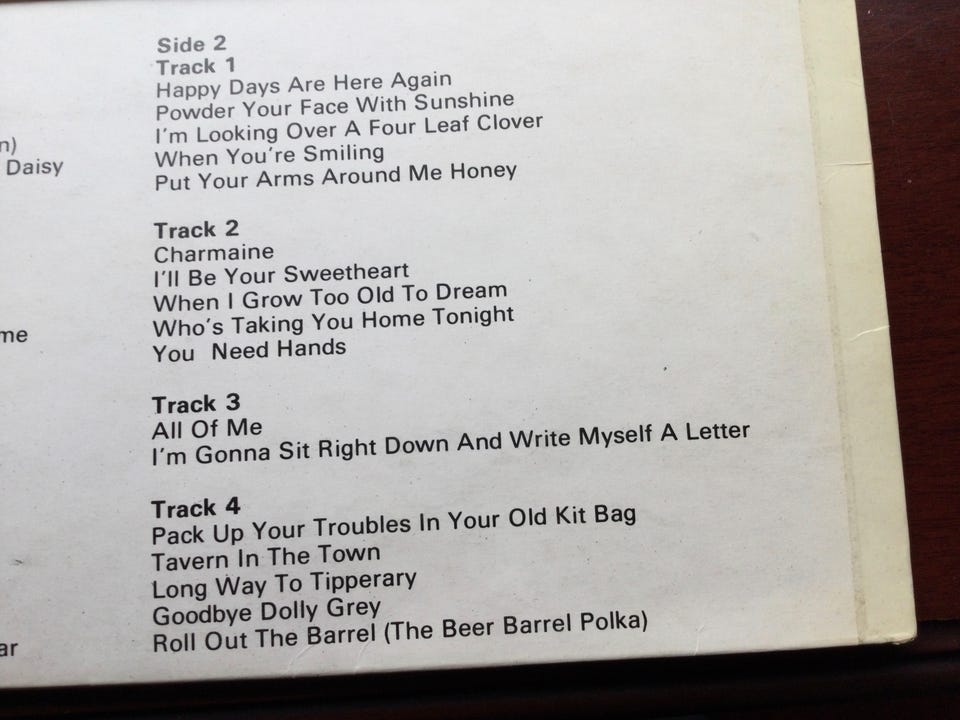 n)
Daisy
me
ar
Side 2
Track 1
Happy Days Are Here Again
Powder Your Face With Sunshine
I'm Looking Over A Four Leaf Clover
When You're Smiling
Put Your Arms Around Me Honey
Track 2
Charmaine
I'll Be Your Sweetheart
When I Grow Too Old To Dream
Who's Taking You Home Tonight
You Need Hands
Track 3
All Of Me
I'm Gonna Sit Right Down And Write Myself A Letter
Track 4
Pack Up Your Troubles In Your Old Kit Bag
Tavern In The Town
Long Way To Tipperary
Goodbye Dolly Grey
Roll Out The Barrel (The Beer Barrel Polka)